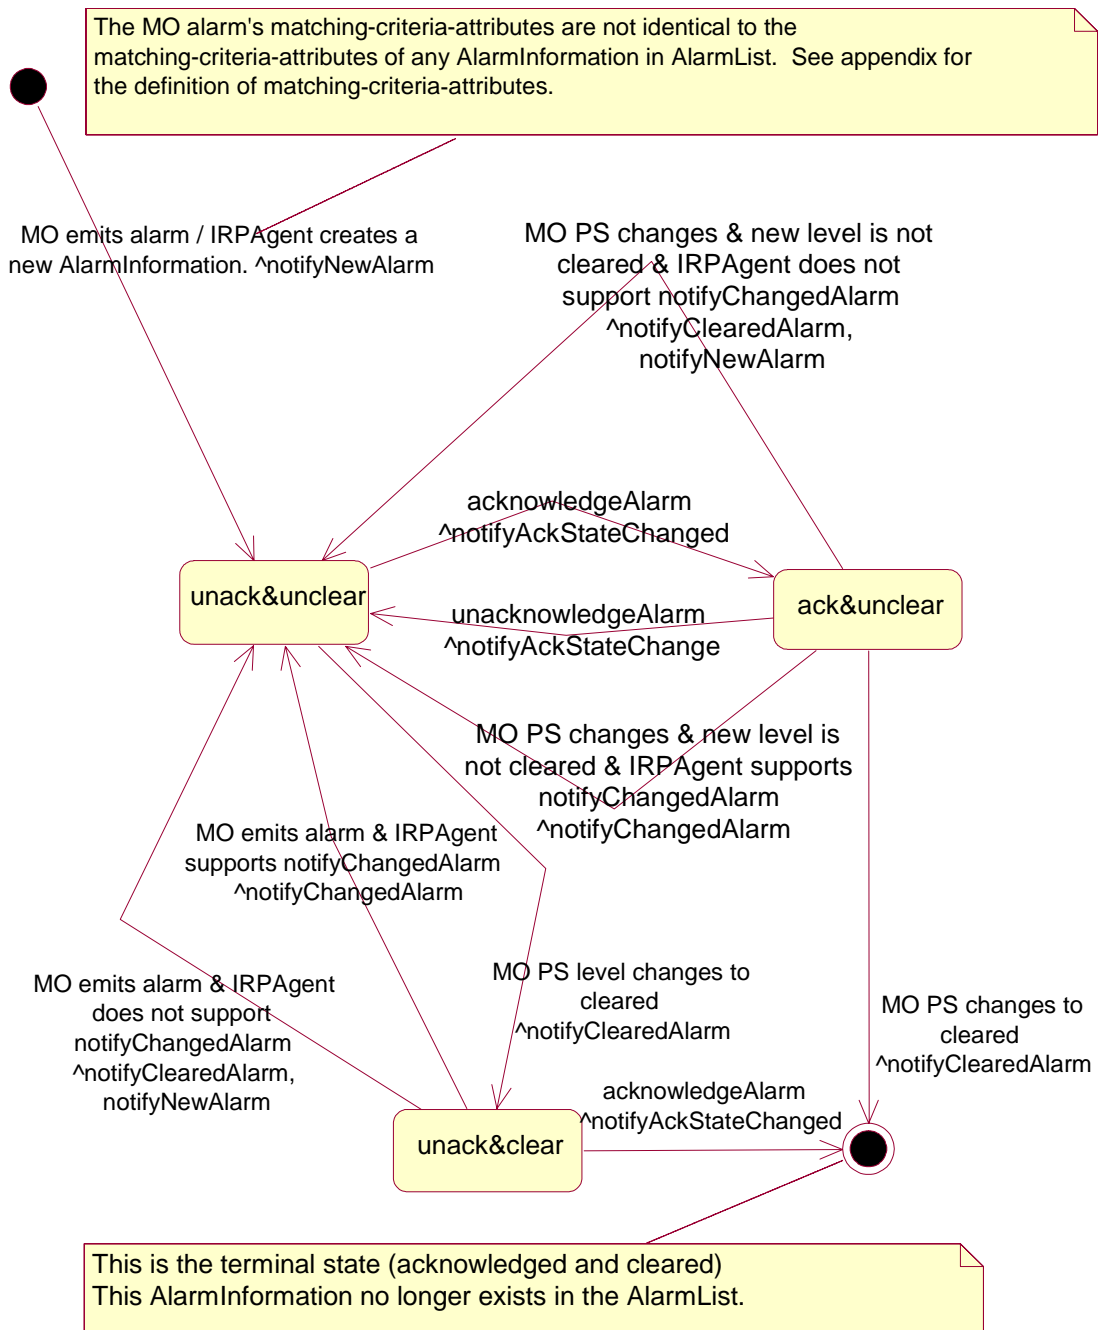 The MO alarm's matching-criteria-attributes are not identical to the
matching-criteria-attributes of any AlarmInformation in AlarmList.  See appendix for
the definition of matching-criteria-attributes.
MO emits alarm / IRPAgent creates a
new AlarmInformation. ^notifyNewAlarm
MO PS changes & new level is not
cleared & IRPAgent does not
support notifyChangedAlarm
^notifyClearedAlarm,
notifyNewAlarm
acknowledgeAlarm
^notifyAckStateChanged
unack&unclear
ack&unclear
unacknowledgeAlarm
^notifyAckStateChange
MO PS changes & new level is
not cleared & IRPAgent supports
notifyChangedAlarm
^notifyChangedAlarm
MO emits alarm & IRPAgent
supports notifyChangedAlarm
^notifyChangedAlarm
MO emits alarm & IRPAgent
does not support
notifyChangedAlarm
^notifyClearedAlarm,
notifyNewAlarm
MO PS level changes to
cleared
^notifyClearedAlarm
MO PS changes to
cleared
^notifyClearedAlarm
acknowledgeAlarm
^notifyAckStateChanged
unack&clear
This is the terminal state (acknowledged and cleared)
This AlarmInformation no longer exists in the AlarmList.